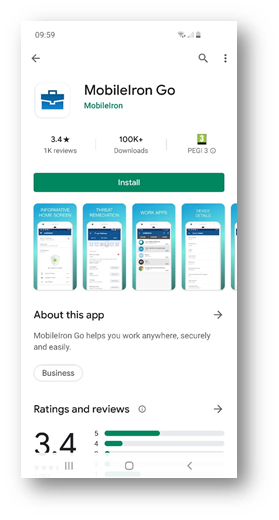 09:59
MobileIron Go
MobileIron
3.4★ 100K+ 3
1K reviews Downloads PEGI 3
Install
INFORMATIVE HOME SCREEN THREAT REMEDIATION WORK APPS DEVICE DETAILS
About this app
MobileIron Go helps you work anywhere, securely
and easily.
Business
Ratings and reviews
3.4 5
4